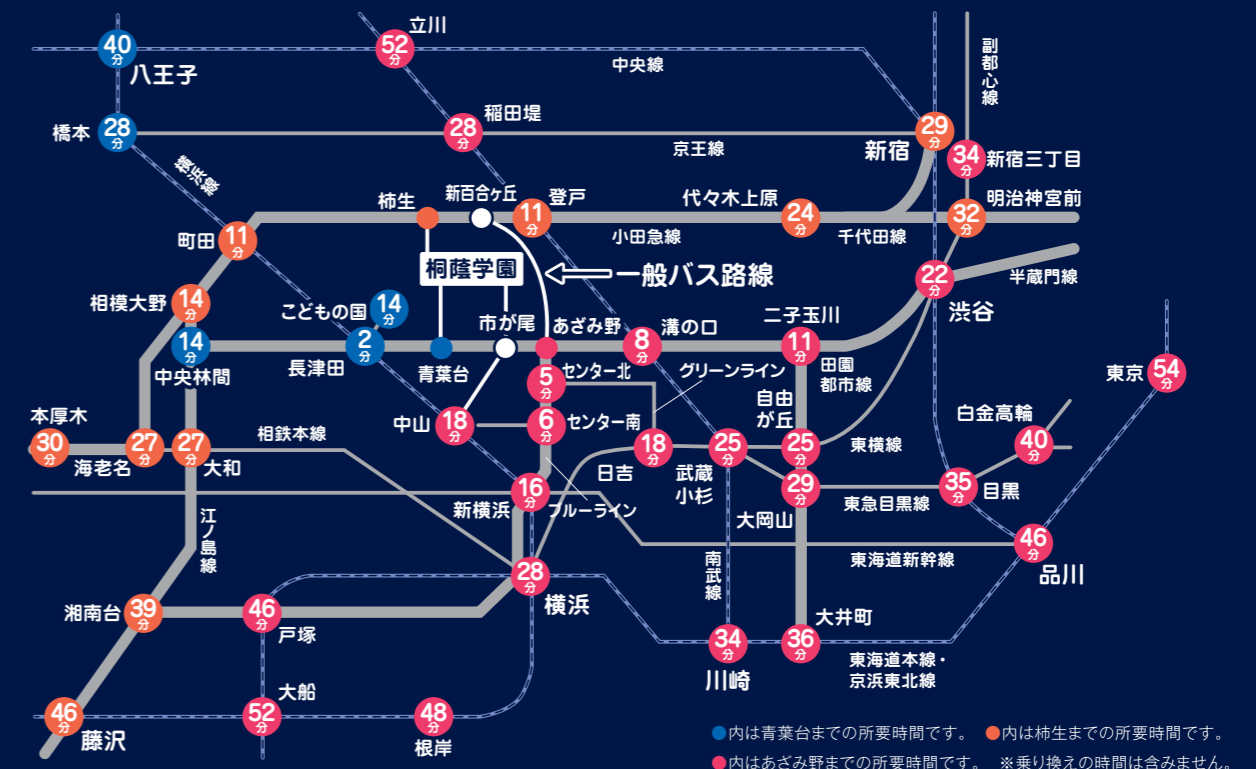 立川
40分
52分
八王子
中央線
副都心線
橋本
28分
稲田堤
28分
京王線
29分
新宿
34分
新宿三丁目
横浜線
柿生
新百合ヶ丘
登戸
11分
代々木上原
24分
明治神宮前
32分
町田
11分
小田急線
千代田線
桐蔭学園
一般バス路線
22分
渋谷
半蔵門線
相模大野
14分
こどもの国
14分
市が尾
あざみ野
溝の口
8分
二子玉川
11分
14分
中央林間
長津田
2分
青葉台
田園
都市線
グリーンライン
東京
54分
センター北
5分
自由
が丘
25分
本厚木
30分
海老名
27分
27分
大和
相鉄本線
中山
18分
センター南
6分
18分
日吉
25分
武蔵
小杉
東横線
白金高輪
40分
新横浜
16分
ブルーライン
29分
大岡山
東急目黒線
35分
目黒
江ノ島線
南武線
東海道新幹線
46分
品川
28分
横浜
湘南台
39分
46分
戸塚
34分
川崎
大井町
36分
東海道本線・
京浜東北線
46分
藤沢
大船
52分
48分
根岸
●内は青葉台までの所要時間です。 ●内は柿生までの所要時間です。
●内はあざみ野までの所要時間です。 ※乗り換えの時間は含みません。